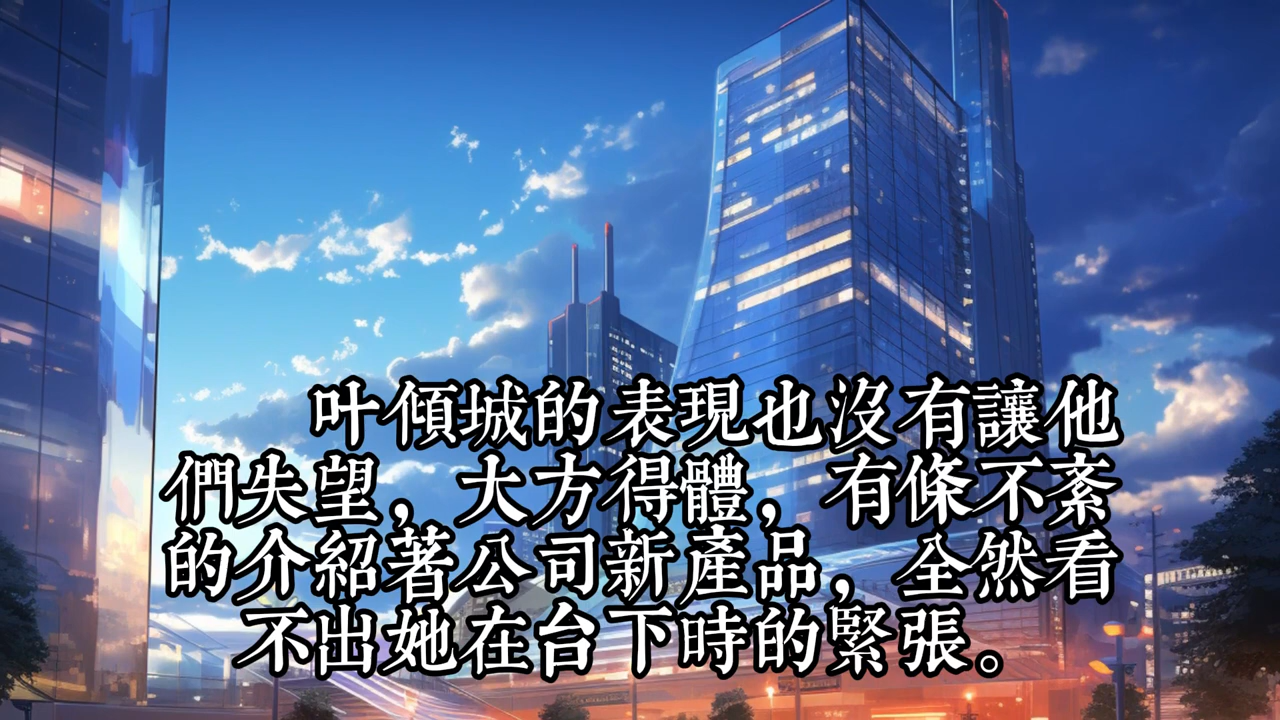 叶傾城的表現也沒有讓他
們失望，大方得體，有條不紊
的介紹著公司新產品，全然看
不出她在台下時的緊張。